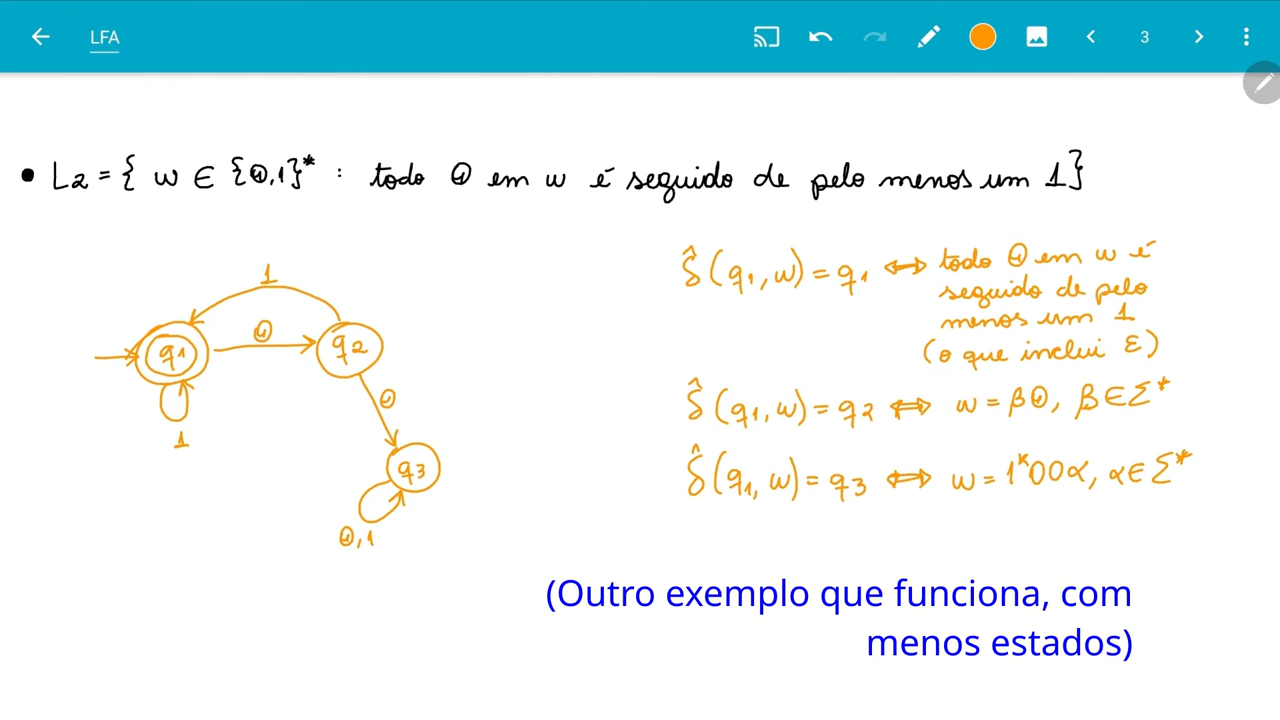 LFA
3
• L2 = { w ∈ {0,1}* : todo 0 em w é seguido de pelo menos um 1}
δ̂(q1, w) = q1 ⟺ todo 0 em w é
seguido de pelo
menos um 1
(o que inclui ε)
δ̂(q1, w) = q2 ⟺ w = β0, β ∈ Σ*
δ̂(q1, w) = q3 ⟺ w = 1*00α, α ∈ Σ*
1
q1
0
q2
1
0
q3
0,1
(Outro exemplo que funciona, com
menos estados)